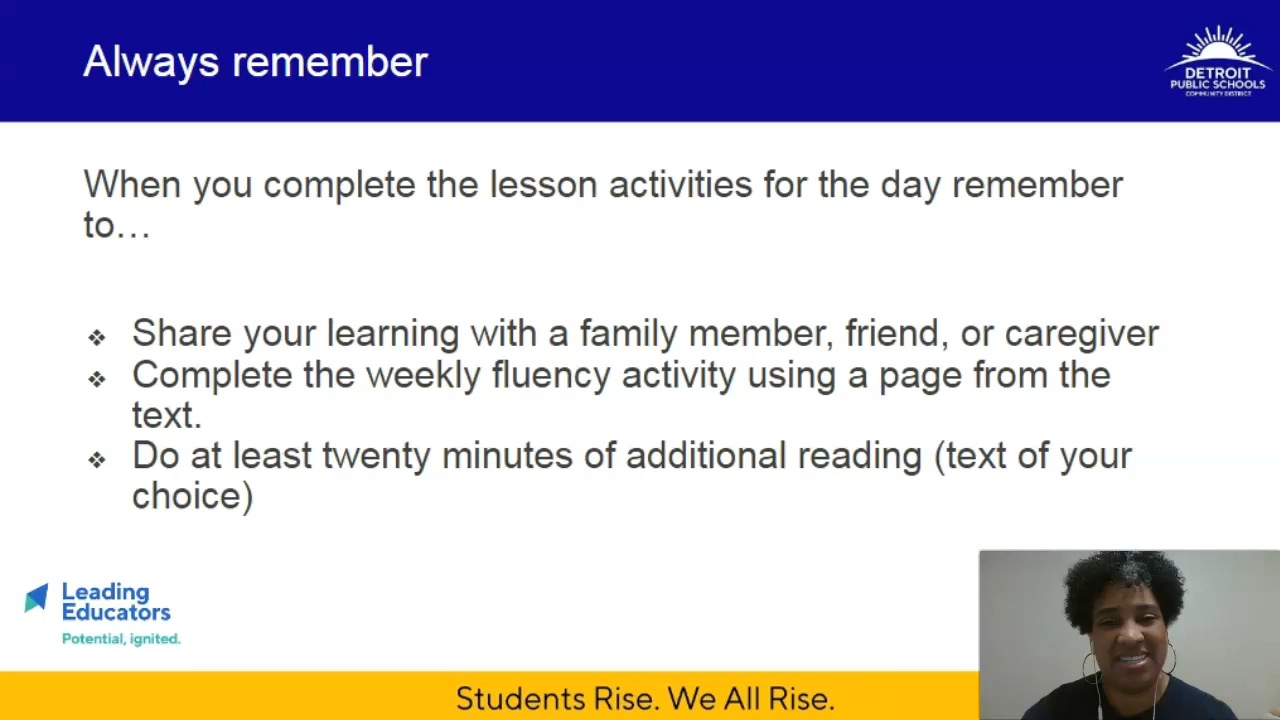 Always remember
DETROIT
PUBLIC SCHOOLS
COMMUNITY DISTRICT
When you complete the lesson activities for the day remember
to…
❖ Share your learning with a family member, friend, or caregiver
❖ Complete the weekly fluency activity using a page from the
text.
❖ Do at least twenty minutes of additional reading (text of your
choice)
Leading
Educators
Potential, ignited.
Students Rise. We All Rise.